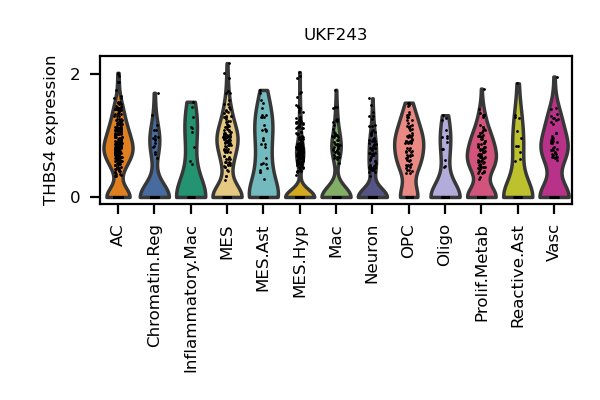 UKF243
THBS4 expression
2
0
AC
Chromatin.Reg
Inflammatory.Mac
MES
MES.Ast
MES.Hyp
Mac
Neuron
OPC
Oligo
Prolif.Metab
Reactive.Ast
Vasc